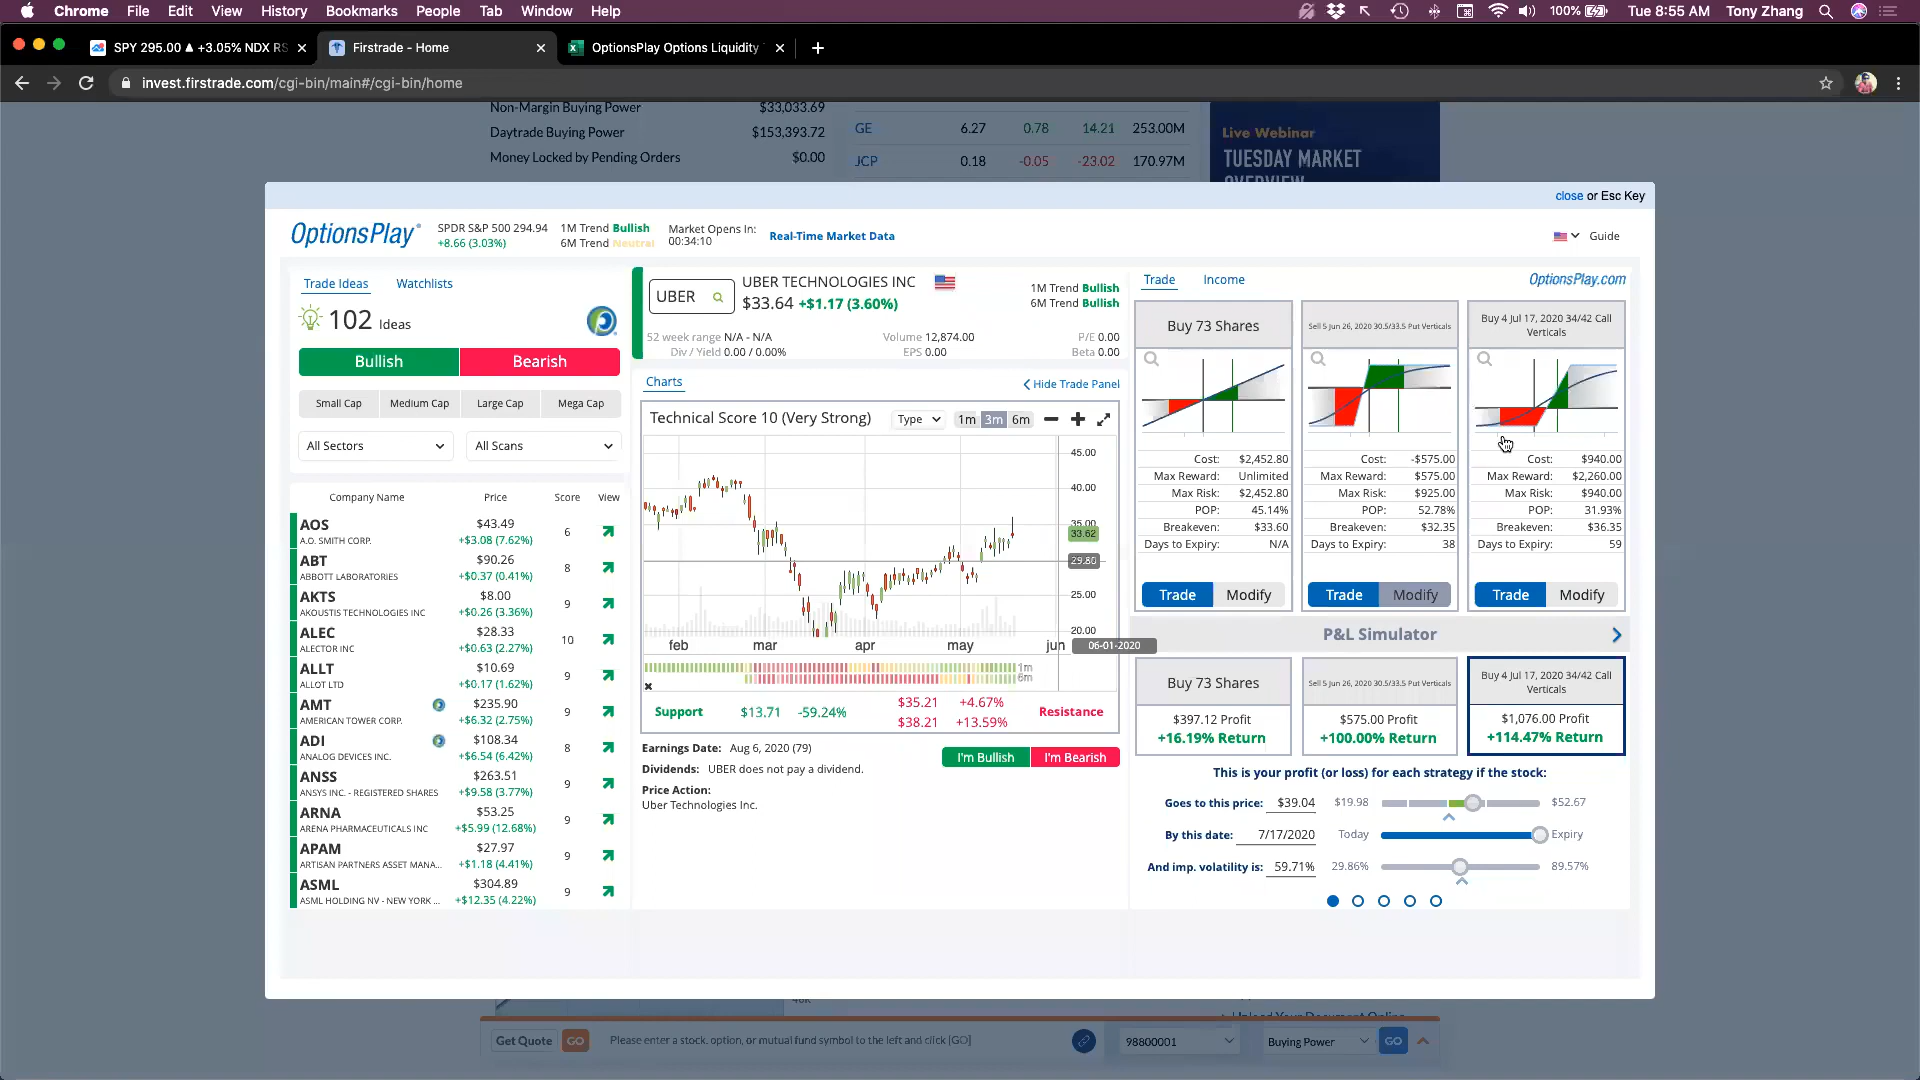 Chrome File Edit View History Bookmarks People Tab Window Help 100% Tue 8:55 AM Tony Zhang
SPY 295.00 ▲ +3.05% NDX RS
Firstrade - Home
OptionsPlay Options Liquidity
invest.firstrade.com/cgi-bin/main#/cgi-bin/home
Non-Margin Buying Power $33,033.69
Daytrade Buying Power $153,393.72
Money Locked by Pending Orders $0.00
GE 6.27 0.78 14.21 253.00M
JCP 0.18 -0.05 -23.02 170.97M
Live Webinar
TUESDAY MARKET
OVERVIEW
close or Esc Key
OptionsPlay
SPDR S&P 500 294.94
+8.66 (3.03%)
1M Trend Bullish
6M Trend Neutral
Market Opens In:
00:34:10
Real-Time Market Data
Guide
Trade Ideas Watchlists
102 Ideas
Bullish Bearish
Small Cap Medium Cap Large Cap Mega Cap
All Sectors All Scans
Company Name Price Score View
AOS $43.49
A.O. SMITH CORP. +$3.08 (7.62%) 6
ABT $90.26
ABBOTT LABORATORIES +$0.37 (0.41%) 8
AKTS $8.00
AKOUSTIS TECHNOLOGIES INC +$0.26 (3.36%) 9
ALEC $28.33
ALECTOR INC +$0.63 (2.27%) 10
ALLT $10.69
ALLOT LTD +$0.17 (1.62%) 9
AMT $235.90
AMERICAN TOWER CORP. +$6.32 (2.75%) 9
ADI $108.34
ANALOG DEVICES INC. +$6.54 (6.42%) 8
ANSS $263.51
ANSYS INC. - REGISTERED SHARES +$9.58 (3.77%) 9
ARNA $53.25
ARENA PHARMACEUTICALS INC +$5.99 (12.68%) 9
APAM $27.97
ARTISAN PARTNERS ASSET MANA... +$1.18 (4.41%) 9
ASML $304.89
ASML HOLDING NV - NEW YORK ... +$12.35 (4.22%) 9
UBER
UBER TECHNOLOGIES INC
$33.64 +$1.17 (3.60%)
1M Trend Bullish
6M Trend Bullish
52 week range N/A - N/A Volume 12,874.00 P/E 0.00
Div / Yield 0.00 / 0.00% EPS 0.00 Beta 0.00
Charts
Hide Trade Panel
Technical Score 10 (Very Strong) Type 1m 3m 6m
45.00
40.00
35.00
33.62
29.80
25.00
20.00
feb mar apr may jun 06-01-2020
1m
6m
Support $13.71 -59.24%
$35.21 +4.67%
$38.21 +13.59%
Resistance
Earnings Date: Aug 6, 2020 (79)
I'm Bullish I'm Bearish
Dividends: UBER does not pay a dividend.
Price Action:
Uber Technologies Inc.
Trade Income
OptionsPlay.com
Buy 73 Shares
Cost: $2,452.80
Max Reward: Unlimited
Max Risk: $2,452.80
POP: 45.14%
Breakeven: $33.60
Days to Expiry: N/A
Trade Modify
Sell 5 Jun 26, 2020 30.5/33.5 Put Verticals
Cost: -$575.00
Max Reward: $575.00
Max Risk: $925.00
POP: 52.78%
Breakeven: $32.35
Days to Expiry: 38
Trade Modify
Buy 4 Jul 17, 2020 34/42 Call
Verticals
Cost: $940.00
Max Reward: $2,260.00
Max Risk: $940.00
POP: 31.93%
Breakeven: $36.35
Days to Expiry: 59
Trade Modify
P&L Simulator
Buy 73 Shares
$397.12 Profit
+16.19% Return
Sell 5 Jun 26, 2020 30.5/33.5 Put Verticals
$575.00 Profit
+100.00% Return
Buy 4 Jul 17, 2020 34/42 Call
Verticals
$1,076.00 Profit
+114.47% Return
This is your profit (or loss) for each strategy if the stock:
Goes to this price: $39.04 $19.98 $52.67
By this date: 7/17/2020 Today Expiry
And imp. volatility is: 59.71% 29.86% 89.57%
Get Quote GO Please enter a stock, option, or mutual fund symbol to the left and click [GO] 98800001 Buying Power GO